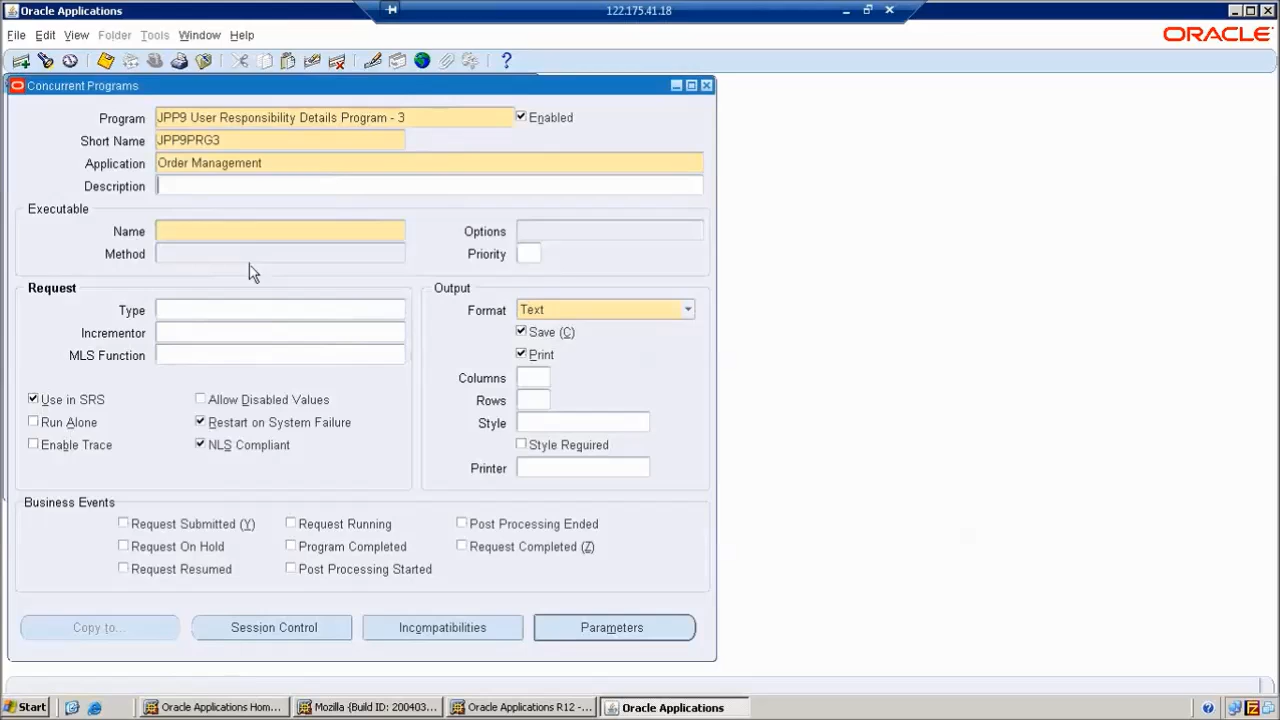 Oracle Applications
122.175.41.18
File Edit View Folder Tools Window Help
ORACLE
Concurrent Programs
Program JPP9 User Responsibility Details Program - 3 Enabled
Short Name JPP9PRG3
Application Order Management
Description
Executable
Name Options
Method Priority
Request Output
Type Format Text
Incrementor Save (C)
MLS Function Print
Columns
Use in SRS Allow Disabled Values Rows
Run Alone Restart on System Failure Style
Enable Trace NLS Compliant Style Required
Printer
Business Events
Request Submitted (Y) Request Running Post Processing Ended
Request On Hold Program Completed Request Completed (Z)
Request Resumed Post Processing Started
Copy to... Session Control Incompatibilities Parameters
Start Oracle Applications Hom... Mozilla {Build ID: 200403... Oracle Applications R12 -... Oracle Applications